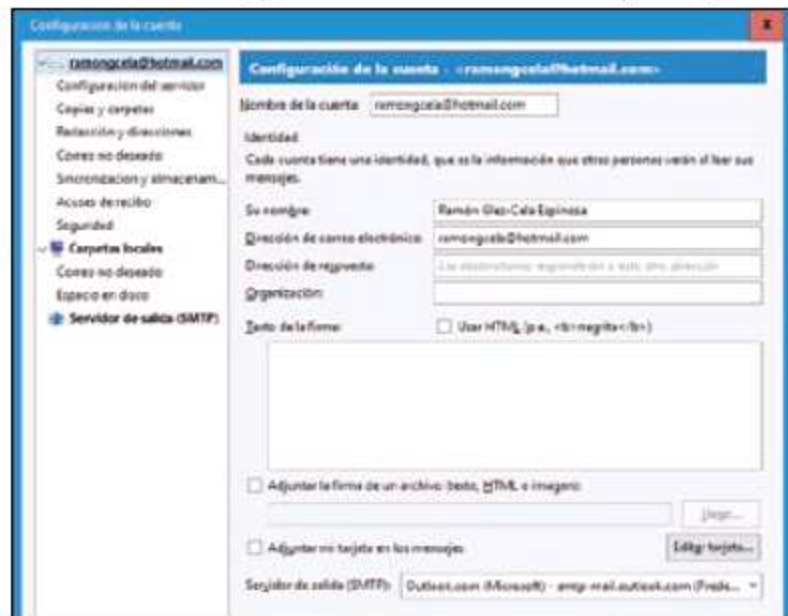 Configuración de la cuenta
ramongcela@hotmail.com
Configuración del servidor
Copias y carpetas
Redacción y direcciones
Correo no deseado
Sincronización y almacenam...
Acuses de recibo
Seguridad
Carpetas locales
Correo no deseado
Espacio en disco
Servidor de salida (SMTP)
Configuración de la cuenta - <ramongcela@hotmail.com>
Nombre de la cuenta: ramongcela@hotmail.com
Identidad
Cada cuenta tiene una identidad, que es la información que otras personas verán al leer sus
mensajes.
Su nombre: Ramón Glez-Cela Espinosa
Dirección de correo electrónico: ramongcela@hotmail.com
Dirección de respuesta: Los destinatarios responderán a esta otra dirección
Organización:
Texto de la firma: Usar HTML (p.e., <b>negrita</b>)
Adjuntar la firma de un archivo (texto, HTML o imagen):
Elegir...
Adjuntar mi tarjeta en los mensajes Editar tarjeta...
Servidor de salida (SMTP): Outlook.com (Microsoft) - smtp-mail.outlook.com (Prede...